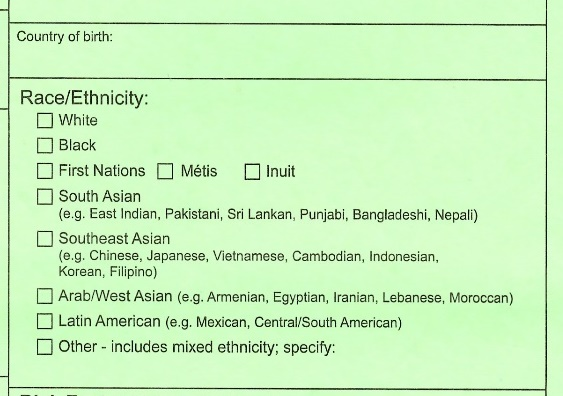 Country of birth:
Race/Ethnicity:
White
Black
First Nations Métis Inuit
South Asian
(e.g. East Indian, Pakistani, Sri Lankan, Punjabi, Bangladeshi, Nepali)
Southeast Asian
(e.g. Chinese, Japanese, Vietnamese, Cambodian, Indonesian,
Korean, Filipino)
Arab/West Asian (e.g. Armenian, Egyptian, Iranian, Lebanese, Moroccan)
Latin American (e.g. Mexican, Central/South American)
Other - includes mixed ethnicity; specify: